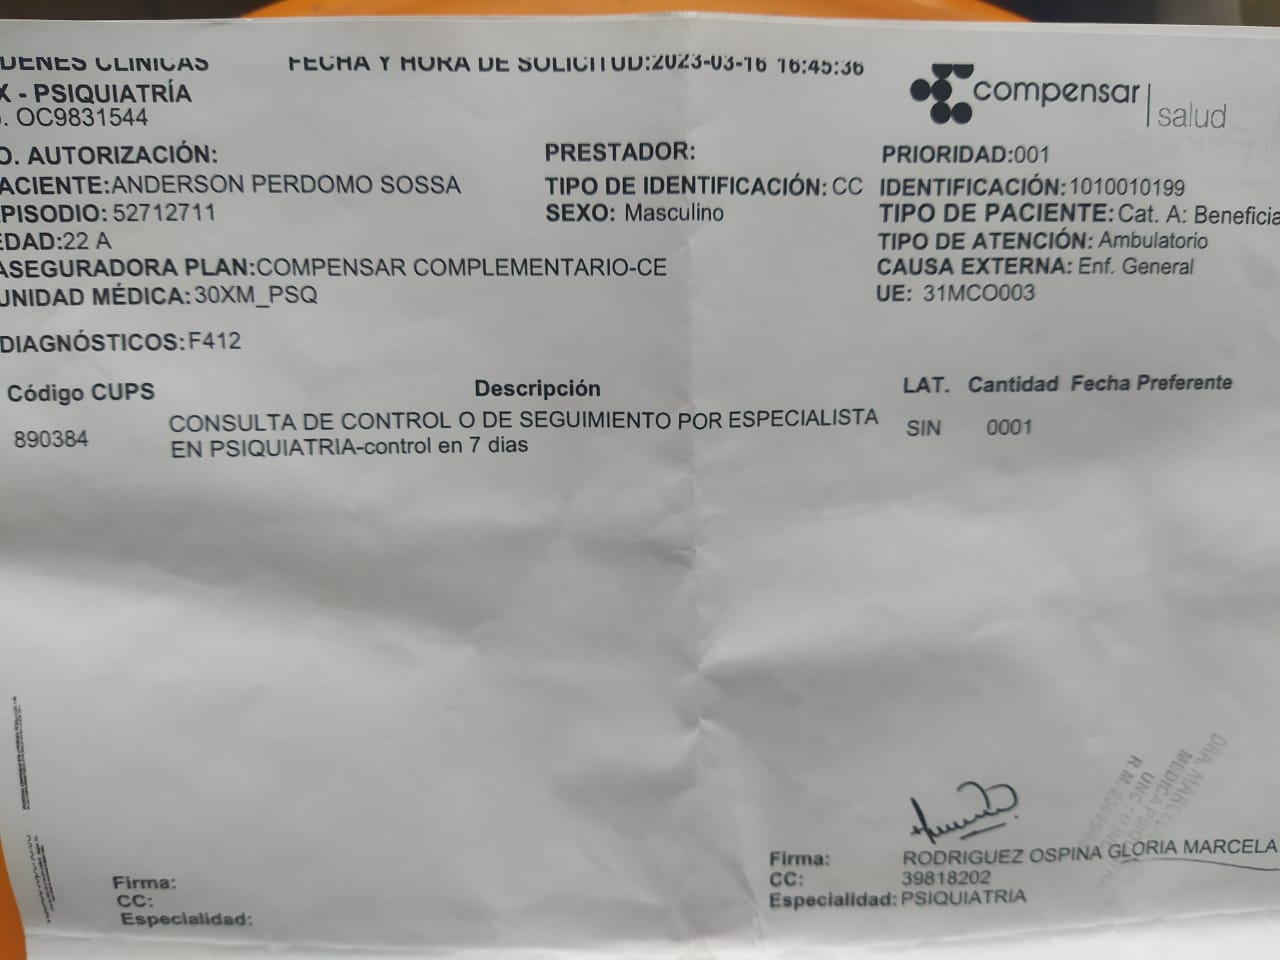 DENES CLINICAS
FECHA Y HORA DE SOLICITUD:2023-03-16 16:45:36
compensar salud
X - PSIQUIATRÍA
. OC9831544
O. AUTORIZACIÓN:
PRESTADOR:
PRIORIDAD:001
ACIENTE:ANDERSON PERDOMO SOSSA
TIPO DE IDENTIFICACIÓN: CC
IDENTIFICACIÓN:1010010199
PISODIO: 52712711
SEXO: Masculino
TIPO DE PACIENTE: Cat. A: Beneficia
EDAD:22 A
TIPO DE ATENCIÓN: Ambulatorio
ASEGURADORA PLAN:COMPENSAR COMPLEMENTARIO-CE
CAUSA EXTERNA: Enf. General
UNIDAD MÉDICA:30XM_PSQ
UE: 31MCO003
DIAGNÓSTICOS:F412
Código CUPS
Descripción
LAT. Cantidad Fecha Preferente
890384
CONSULTA DE CONTROL O DE SEGUIMIENTO POR ESPECIALISTA
EN PSIQUIATRIA-control en 7 dias
SIN 0001
DRA.
MEDICA
Firma:
CC:
Especialidad:
Firma: RODRIGUEZ OSPINA GLORIA MARCELA
CC: 39818202
Especialidad: PSIQUIATRIA